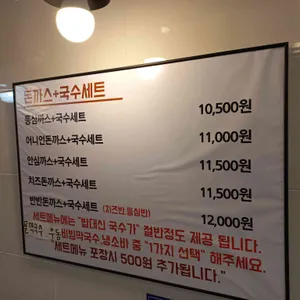 돈까스+국수세트
등심까스+국수세트 10,500원
어니언돈까스+국수세트 11,000원
안심까스+국수세트 11,500원
치즈돈까스+국수세트 11,500원
반반돈까스+국수세트 (치즈반,등심반) 12,000원
세트메뉴에는 "밥대신 국수가" 절반정도 제공 됩니다.
우동 비빔막국수,냉소바 중 "1가지 선택" 해주세요.
세트메뉴 포장시 500원 추가됩니다."